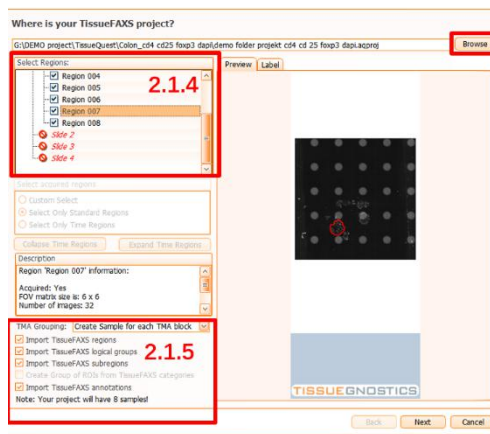 Where is your TissueFAXS project?
G:\DEMO project\TissueQuest\Colon_cd4 cd25 foxp3 dapi\demo folder projekt cd4 cd 25 foxp3 dapi.aqproj
Browse
Select Regions:
Region 004
Region 005
Region 006
Region 007
Region 008
Slide 2
Slide 3
Slide 4
2.1.4
Preview
Label
Select acquired regions
Custom Select
Select Only Standard Regions
Select Only Time Regions
Collapse Time Regions
Expand Time Regions
Description
Region 'Region 007' information:
Acquired: Yes
FOV matrix size is: 6 x 6
Number of images: 32
TMA Grouping:
Create Sample for each TMA block
Import TissueFAXS regions
Import TissueFAXS logical groups
Import TissueFAXS subregions
Create Group of ROIs from TissueFAXS categories
Import TissueFAXS annotations
2.1.5
Note: Your project will have 8 samples!
TISSUEGNOSTICS
Back
Next
Cancel